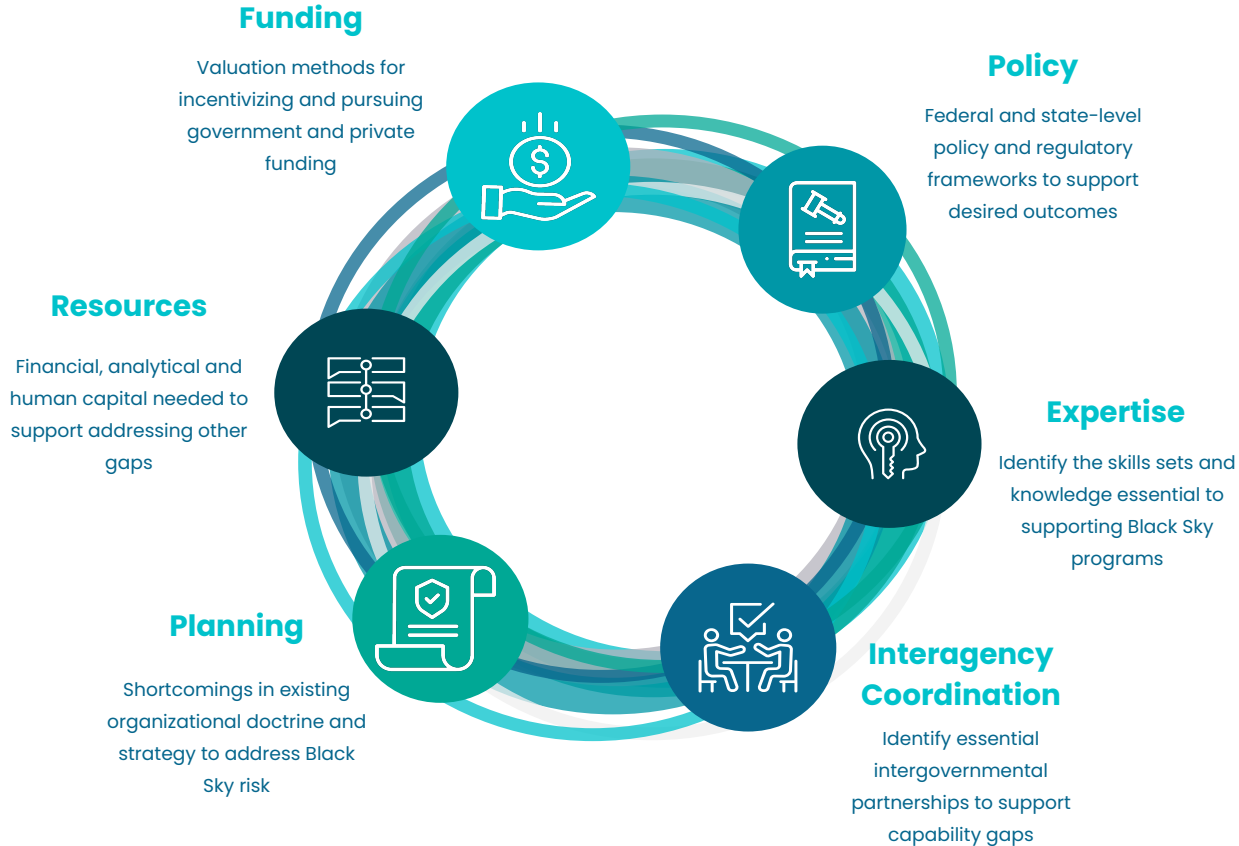 Funding
Valuation methods for
incentivizing and pursuing
government and private
funding
Policy
Federal and state-level
policy and regulatory
frameworks to support
desired outcomes
Expertise
Identify the skills sets and
knowledge essential to
supporting Black Sky
programs
Interagency
Coordination
Identify essential
intergovernmental
partnerships to support
capability gaps
Planning
Shortcomings in existing
organizational doctrine and
strategy to address Black
Sky risk
Resources
Financial, analytical and
human capital needed to
support addressing other
gaps
$